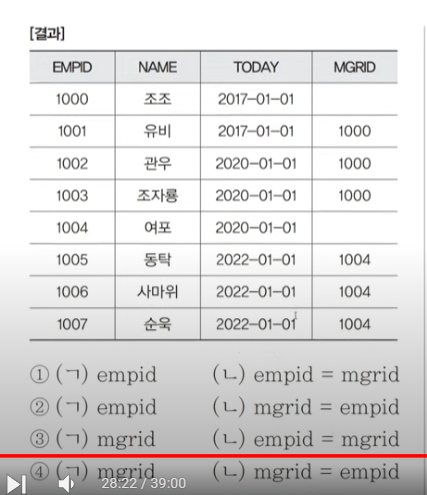 [결과]
EMPID NAME TODAY MGRID
1000 조조 2017-01-01
1001 유비 2017-01-01 1000
1002 관우 2020-01-01 1000
1003 조자룡 2020-01-01 1000
1004 여포 2020-01-01
1005 동탁 2022-01-01 1004
1006 사마위 2022-01-01 1004
1007 순욱 2022-01-01 1004
① (ㄱ) empid (ㄴ) empid = mgrid
② (ㄱ) empid (ㄴ) mgrid = empid
③ (ㄱ) mgrid (ㄴ) empid = mgrid
④ (ㄱ) mgrid (ㄴ) mgrid = empid
28:22 / 39:00